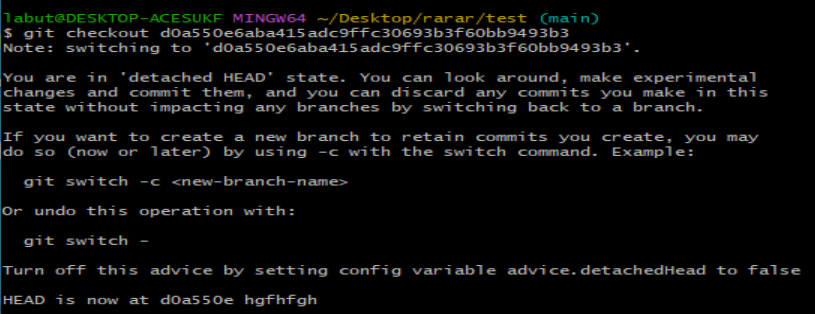 labut@DESKTOP-ACESUKF MINGW64 ~/Desktop/rarar/test (main)
$ git checkout d0a550e6aba415adc9ffc30693b3f60bb9493b3
Note: switching to 'd0a550e6aba415adc9ffc30693b3f60bb9493b3'.
You are in 'detached HEAD' state. You can look around, make experimental
changes and commit them, and you can discard any commits you make in this
state without impacting any branches by switching back to a branch.
If you want to create a new branch to retain commits you create, you may
do so (now or later) by using -c with the switch command. Example:
git switch -c <new-branch-name>
Or undo this operation with:
git switch -
Turn off this advice by setting config variable advice.detachedHead to false
HEAD is now at d0a550e hgfhfgh